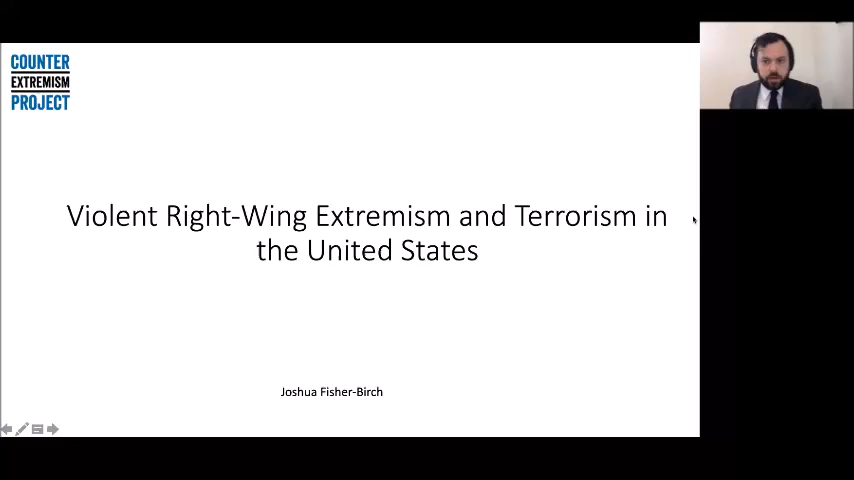 COUNTER
EXTREMISM
PROJECT
Violent Right-Wing Extremism and Terrorism in
the United States
Joshua Fisher-Birch